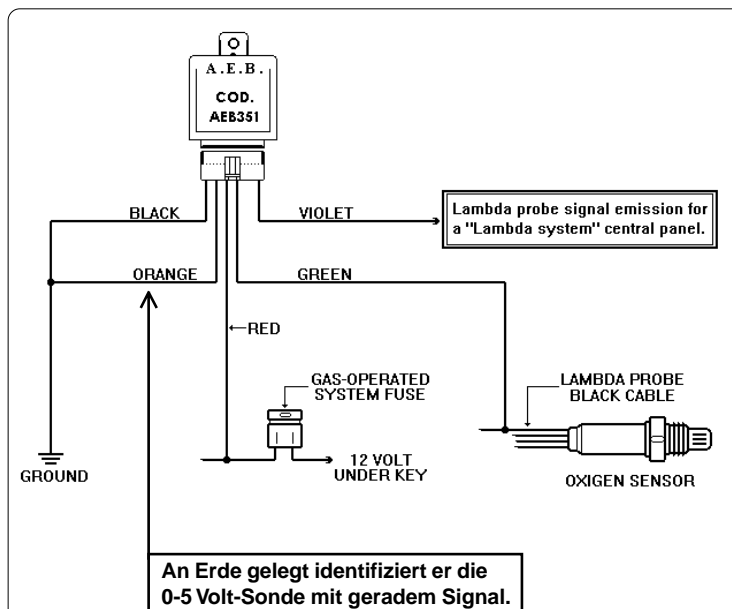 A.E.B.
COD.
AEB351
BLACK
VIOLET
Lambda probe signal emission for
a "Lambda system" central panel.
ORANGE
GREEN
RED
GAS-OPERATED
SYSTEM FUSE
LAMBDA PROBE
BLACK CABLE
12 VOLT
UNDER KEY
GROUND
OXIGEN SENSOR
An Erde gelegt identifiziert er die
0-5 Volt-Sonde mit geradem Signal.